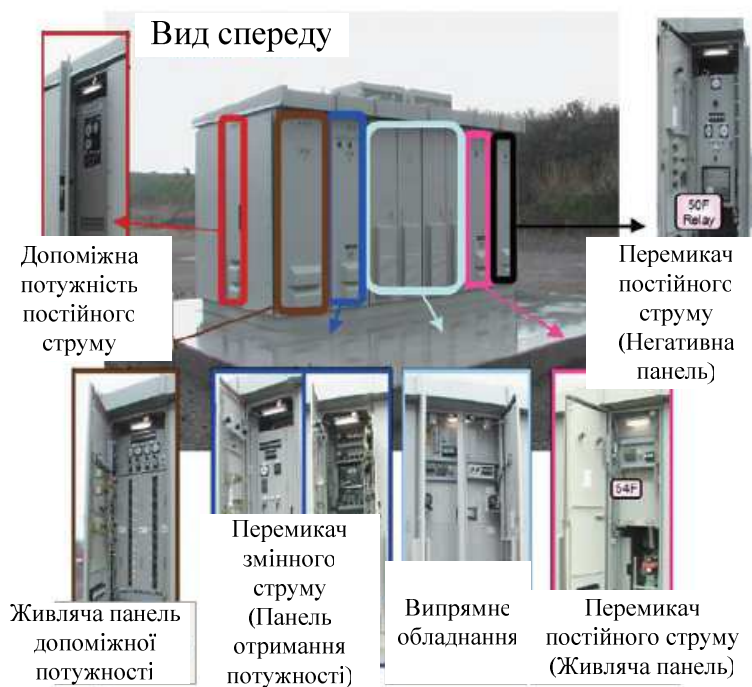 Вид спереду
50F
Relay
Допоміжна
потужність
постійного
струму
Перемикач
постійного
струму
(Негативна
панель)
54F
Живляча панель
допоміжної
потужності
Перемикач
змінного
струму
(Панель
отримання
потужності)
Випрямне
обладнання
Перемикач
постійного струму
(Живляча панель)